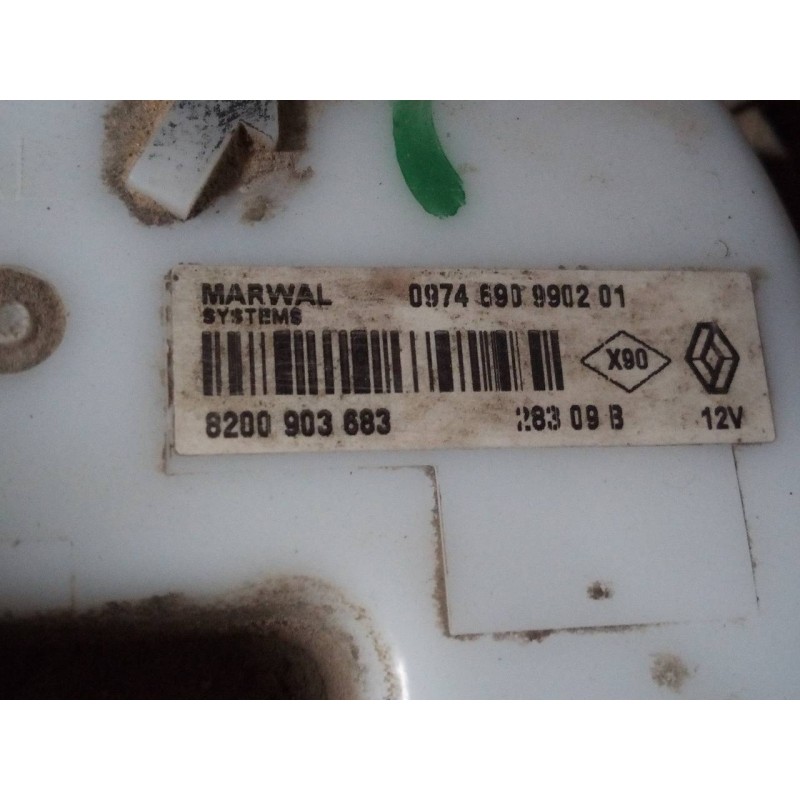 MARWAL 0974 690 9902 01
SYSTEMS
X90
8200 903 683 283 09 B 12V